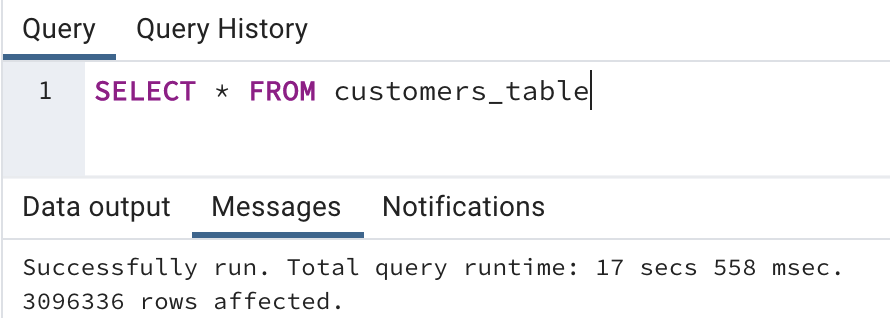 Query Query History
1 SELECT * FROM customers_table
Data output Messages Notifications
Successfully run. Total query runtime: 17 secs 558 msec.
3096336 rows affected.